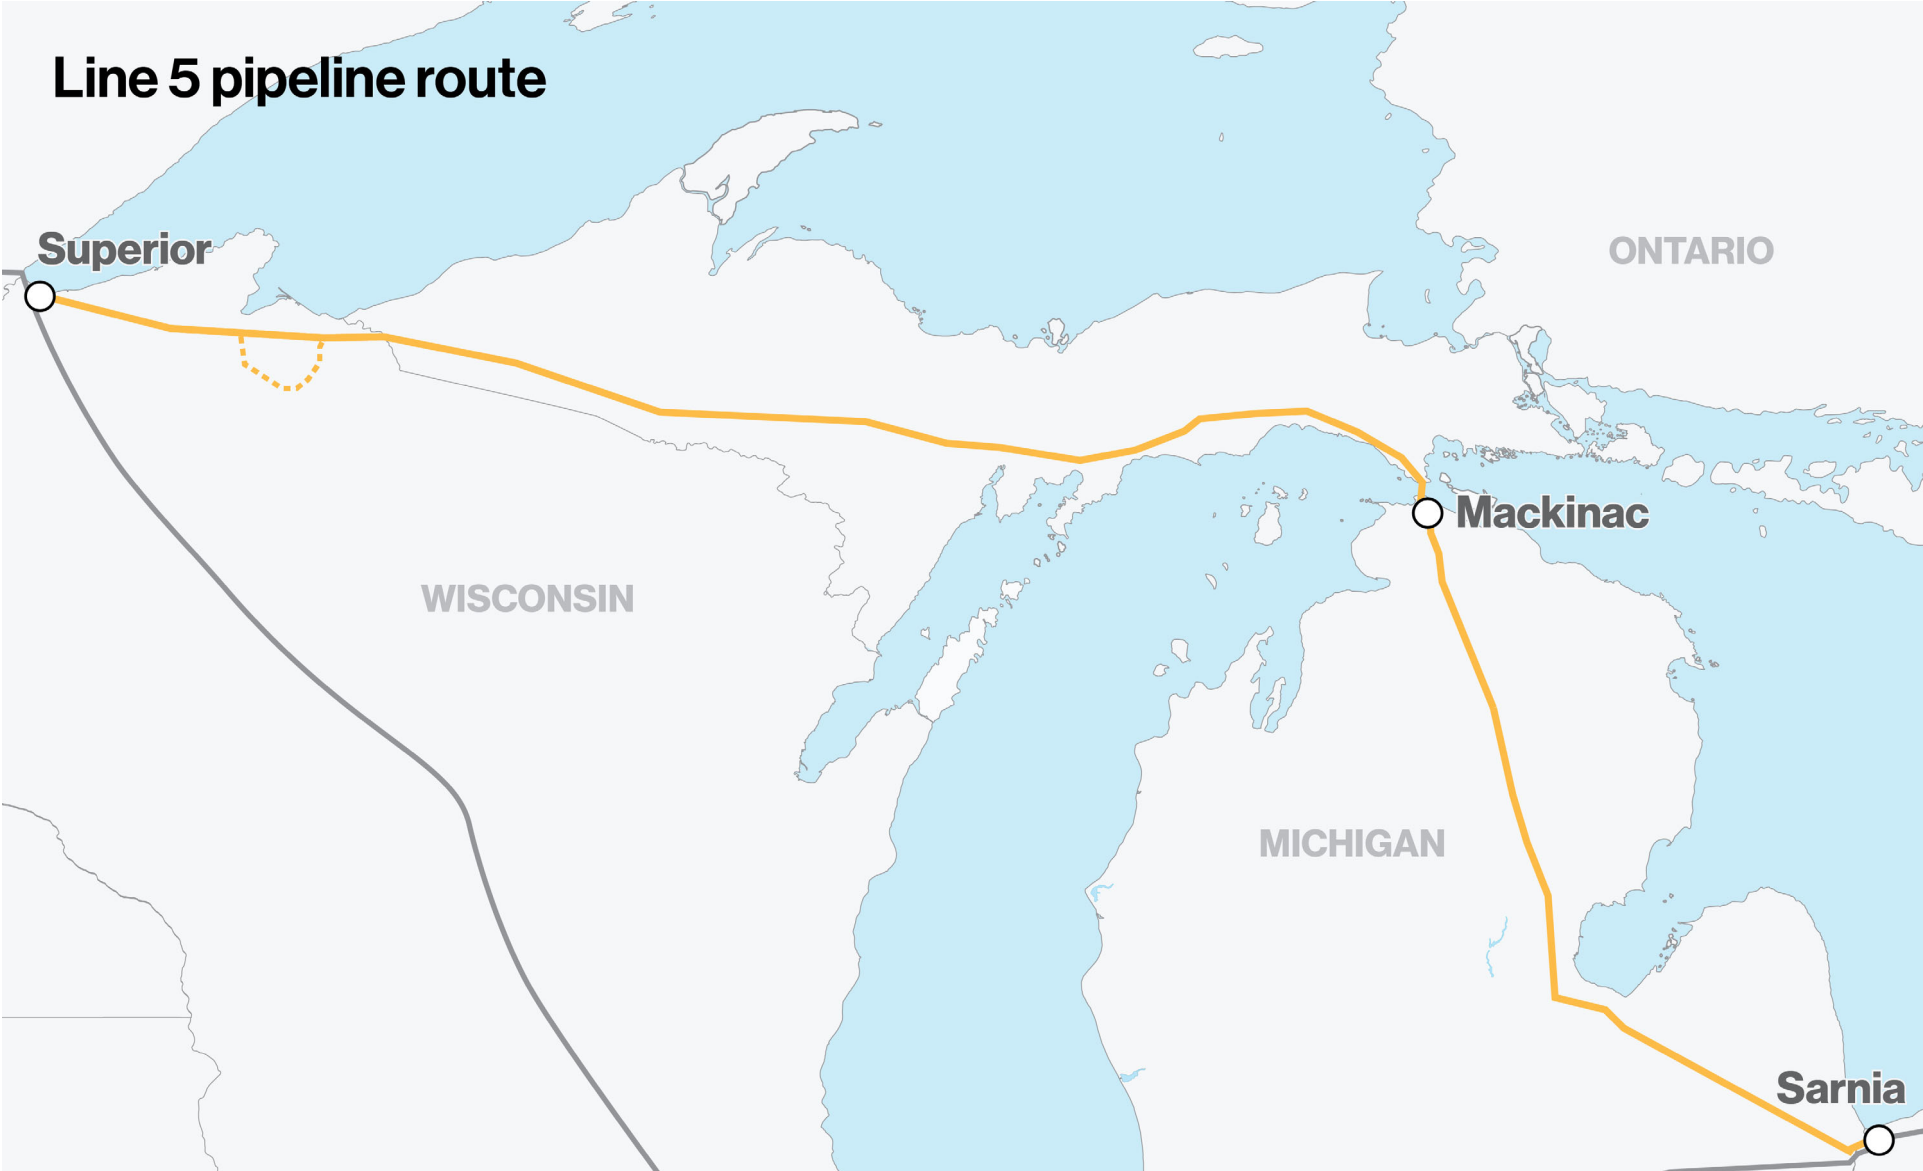 Line 5 pipeline route
Superior
ONTARIO
Mackinac
WISCONSIN
MICHIGAN
Sarnia